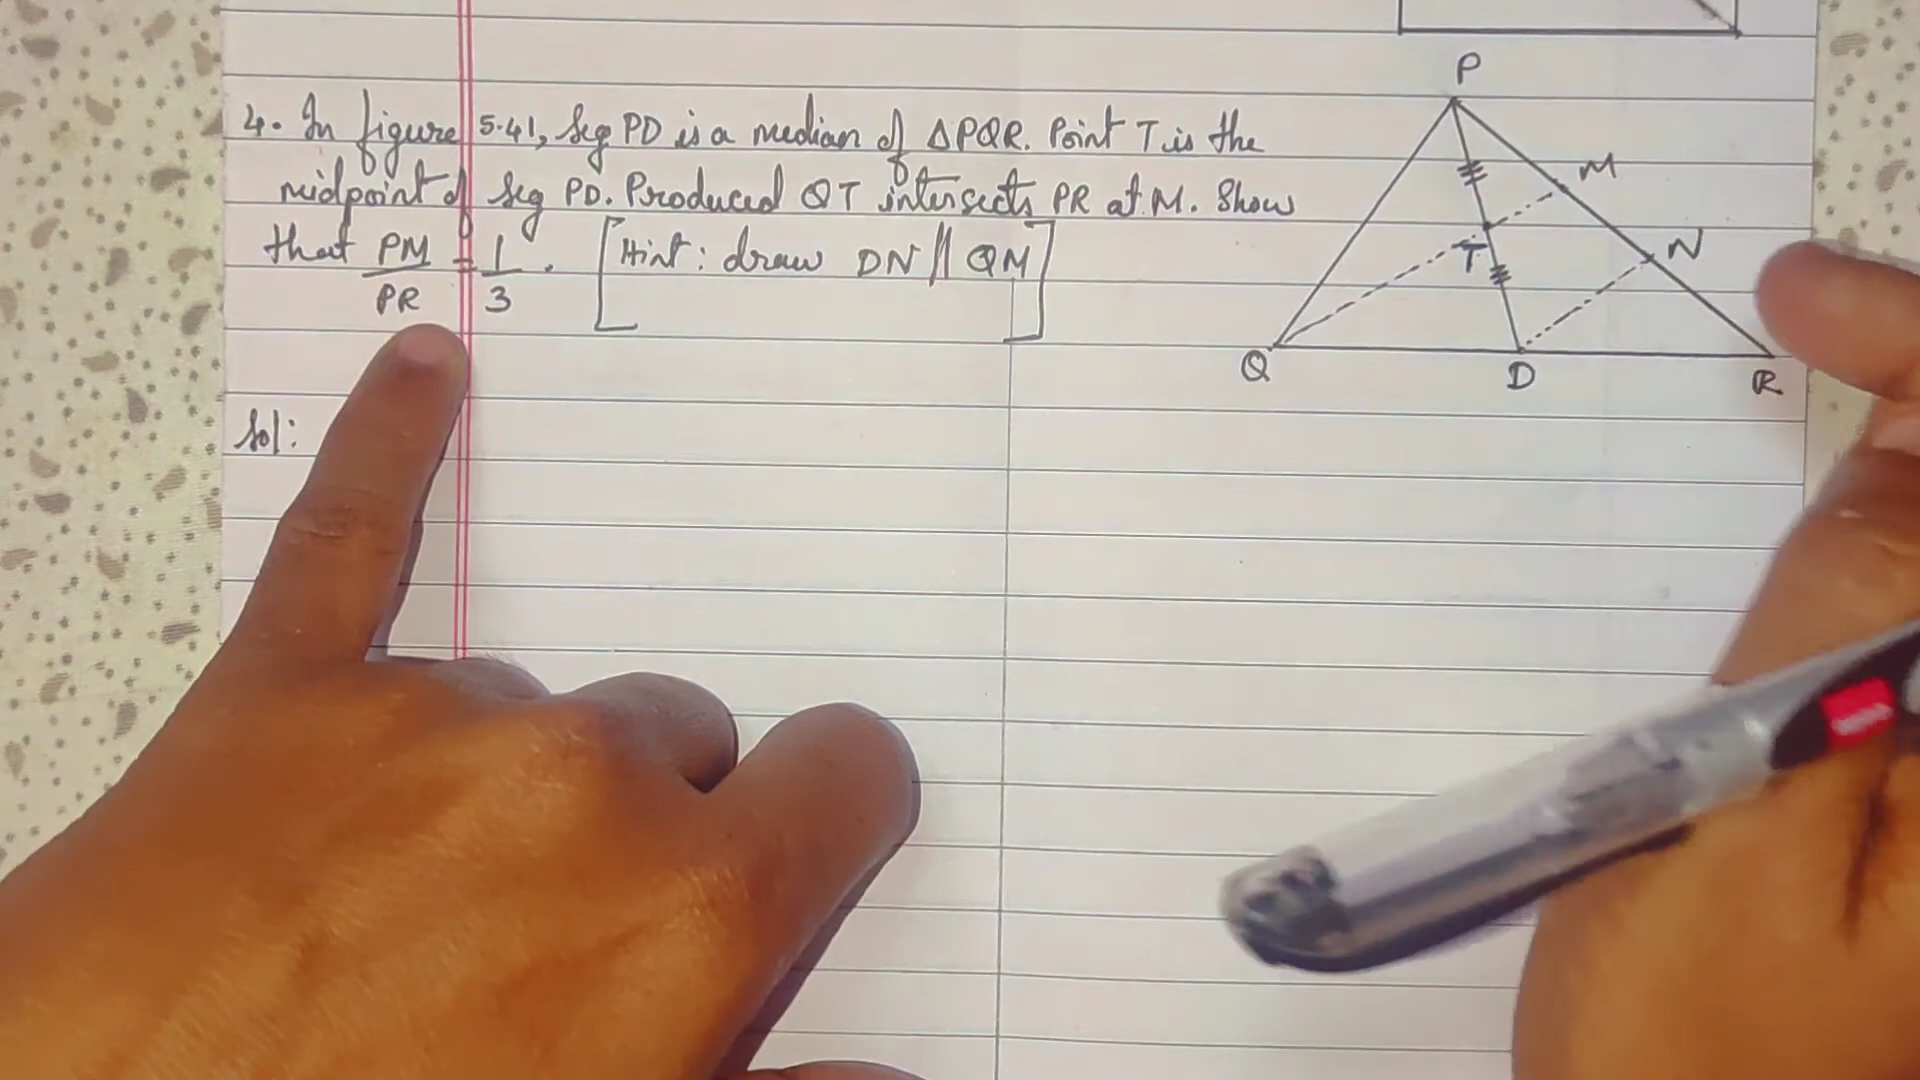 4. In figure 5.41, Seg PD is a median of ΔPQR. Point T is the
midpoint of seg PD. Produced QT intersects PR at M. Show
that PM/PR = 1/3. [Hint: draw DN || QM]
P
M
N
T
Q
D
R
Sol: